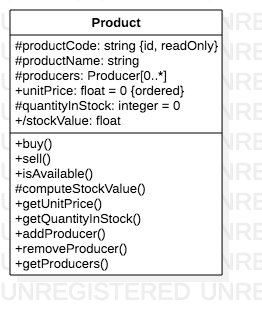 Product
#productCode: string {id, readOnly}
#productName: string
#producers: Producer[0..*]
+unitPrice: float = 0 {ordered}
#quantityInStock: integer = 0
+/stockValue: float
+buy()
+sell()
+isAvailable()
#computeStockValue()
+getUnitPrice()
+getQuantityInStock()
+addProducer()
+removeProducer()
+getProducers()
UNREGISTERED UNRE